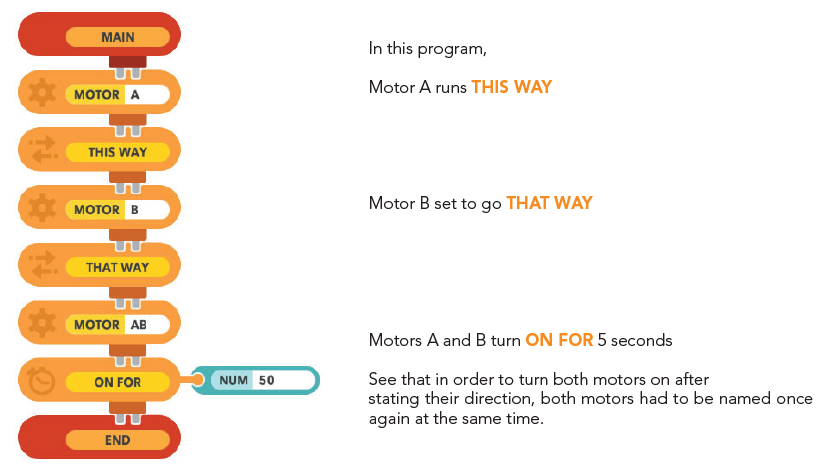 MAIN
In this program,
MOTOR A
Motor A runs THIS WAY
THIS WAY
MOTOR B
Motor B set to go THAT WAY
THAT WAY
MOTOR AB
Motors A and B turn ON FOR 5 seconds
ON FOR NUM 50
See that in order to turn both motors on after
stating their direction, both motors had to be named once
again at the same time.
END